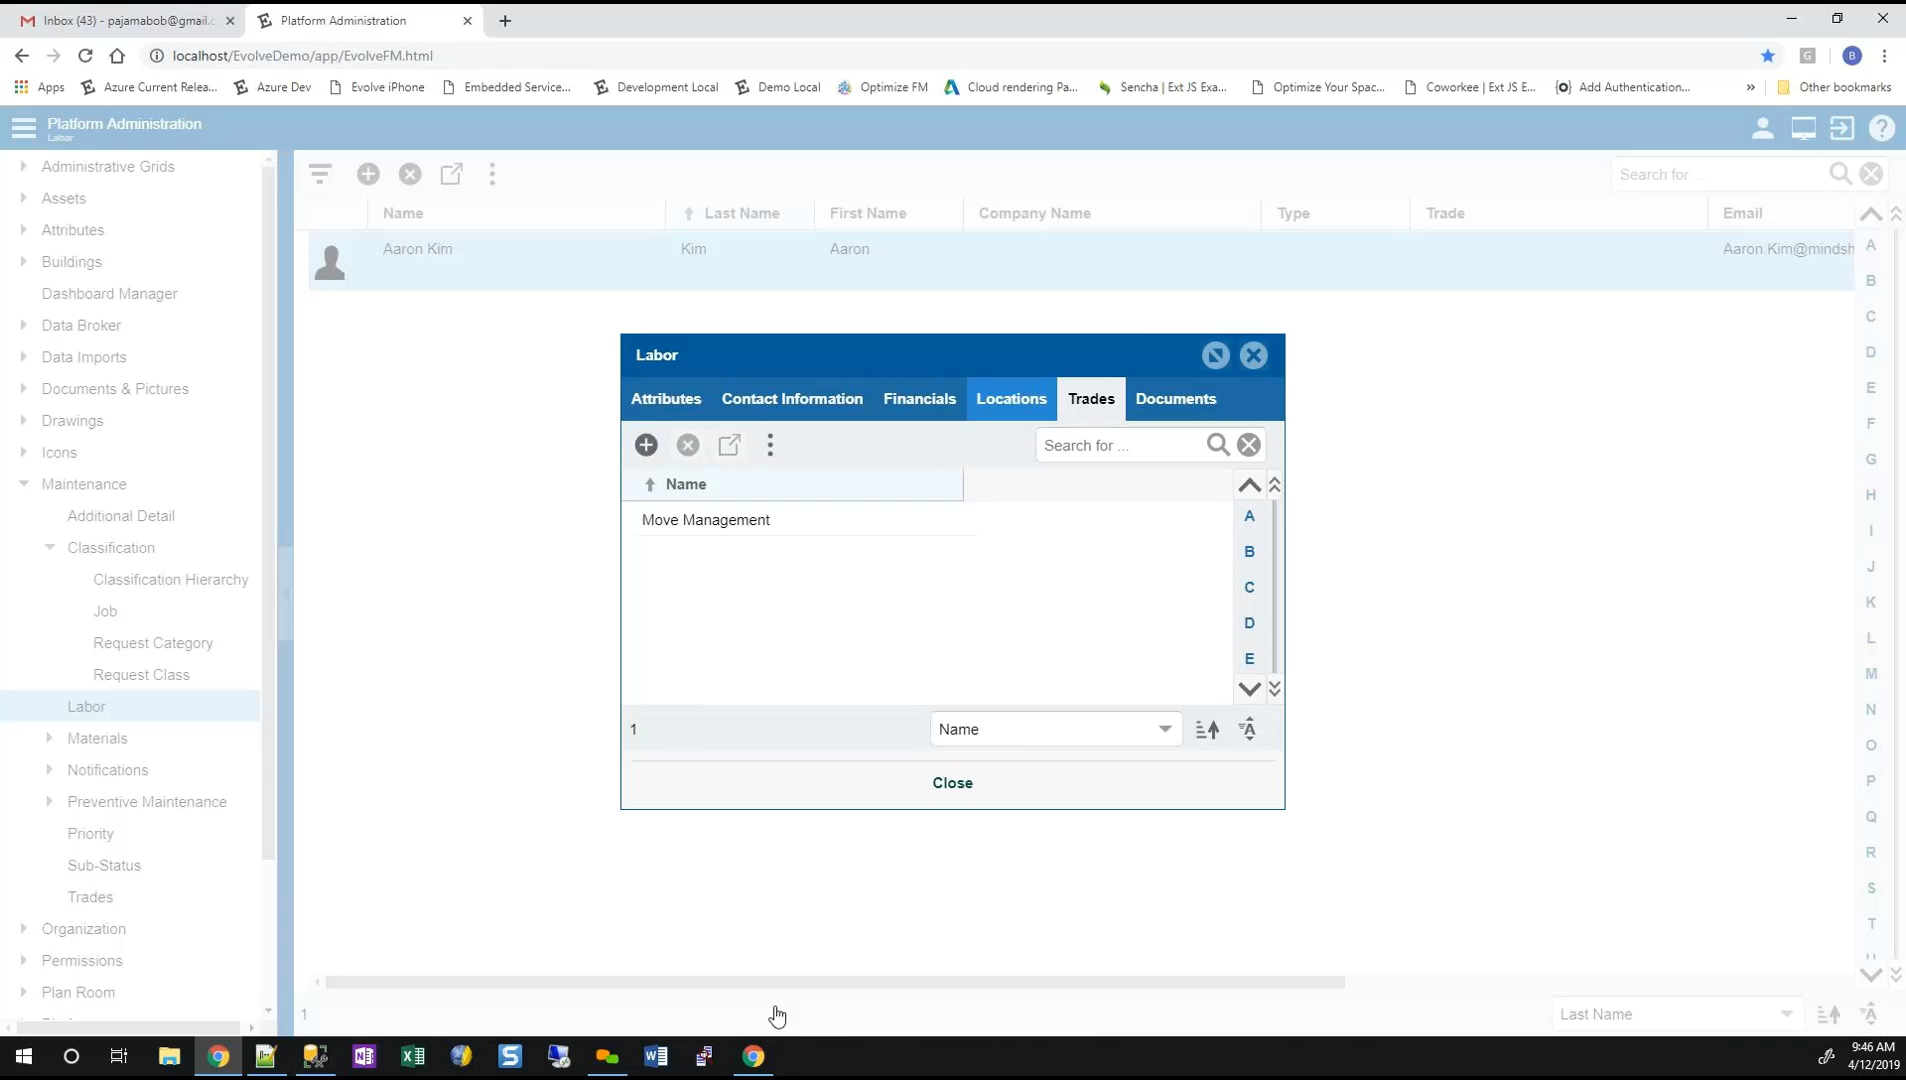 Inbox (43) - pajamabob@gmail.c
Platform Administration
localhost/EvolveDemo/app/EvolveFM.html
B
Apps
Azure Current Relea...
Azure Dev
Evolve iPhone
Embedded Service...
Development Local
Demo Local
Optimize FM
Cloud rendering Pa...
Sencha | Ext JS Exa...
Optimize Your Spac...
Coworkee | Ext JS E...
Add Authentication...
»
Other bookmarks
Platform Administration
Labor
Administrative Grids
Assets
Attributes
Buildings
Dashboard Manager
Data Broker
Data Imports
Documents & Pictures
Drawings
Icons
Maintenance
Additional Detail
Classification
Classification Hierarchy
Job
Request Category
Request Class
Labor
Materials
Notifications
Preventive Maintenance
Priority
Sub-Status
Trades
Organization
Permissions
Plan Room
Search for ...
Name
Last Name
First Name
Company Name
Type
Trade
Email
Aaron Kim
Kim
Aaron
Aaron.Kim@mindsh
Labor
Attributes
Contact Information
Financials
Locations
Trades
Documents
Search for ...
Name
Move Management
A
B
C
D
E
1
Name
Close
A
B
C
D
E
F
G
H
I
J
K
L
M
N
O
P
Q
R
S
T
1
Last Name
9:46 AM
4/12/2019